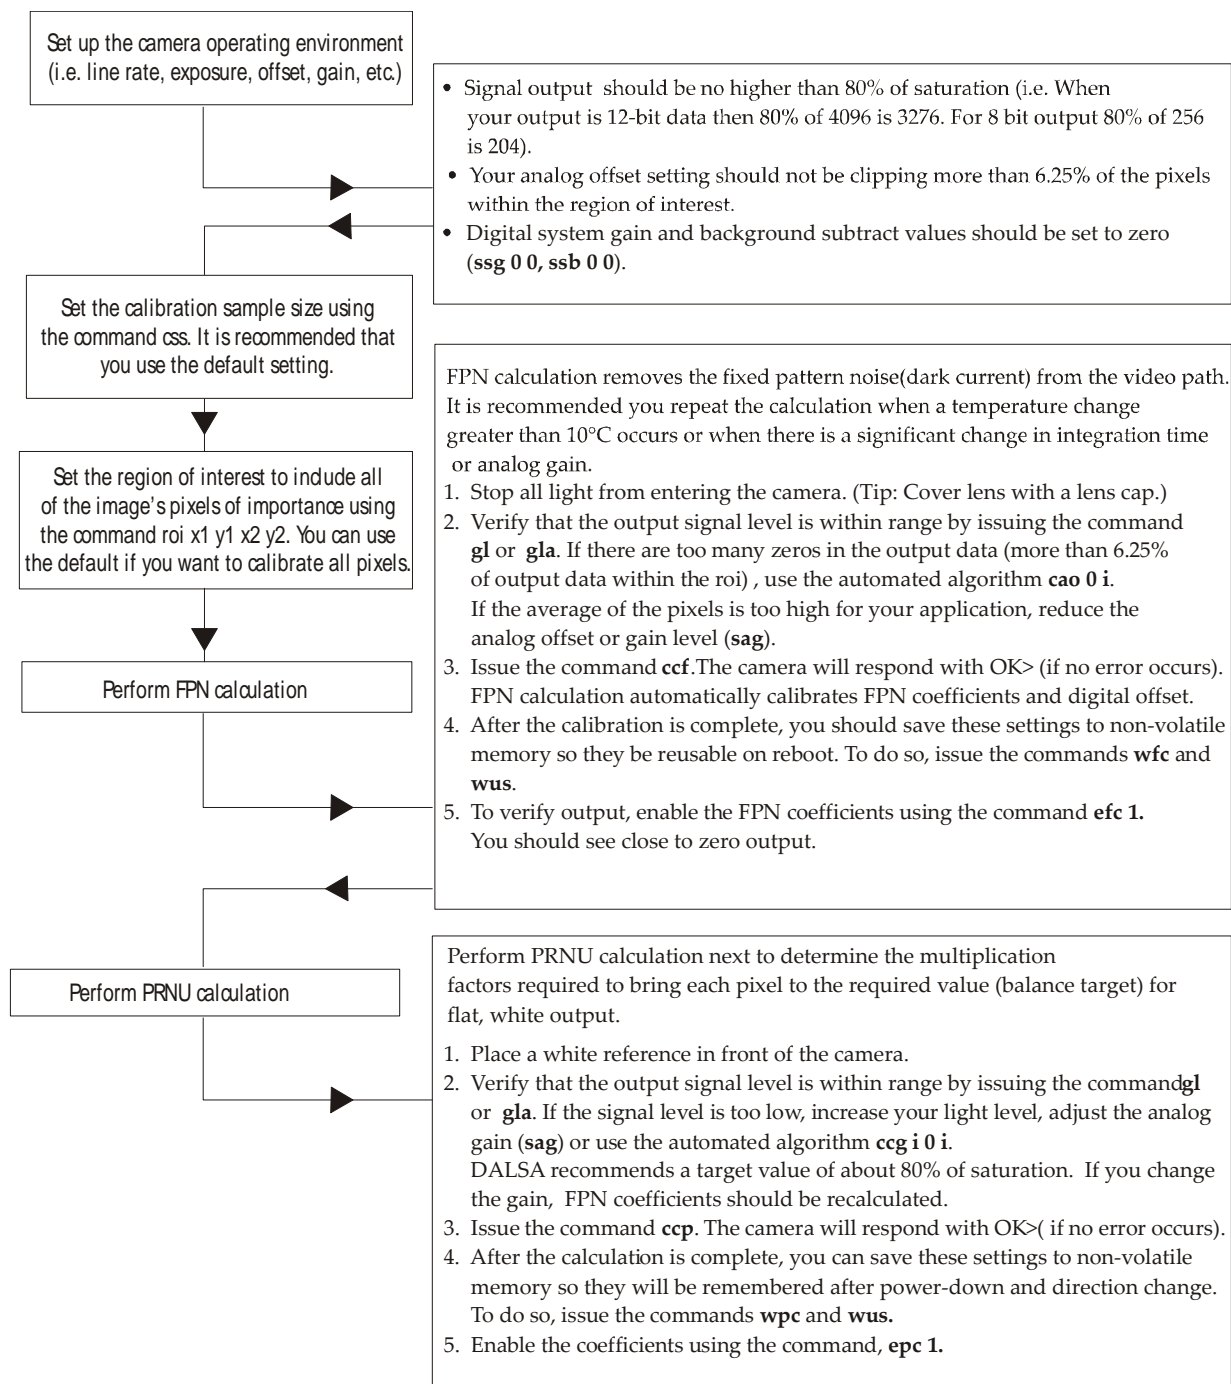 Set up the camera operating environment
(i.e. line rate, exposure, offset, gain, etc.)
• Signal output should be no higher than 80% of saturation (i.e. When
your output is 12-bit data then 80% of 4096 is 3276. For 8 bit output 80% of 256
is 204).
• Your analog offset setting should not be clipping more than 6.25% of the pixels
within the region of interest.
• Digital system gain and background subtract values should be set to zero
(ssg 0 0, ssb 0 0).
Set the calibration sample size using
the command css. It is recommended that
you use the default setting.
Set the region of interest to include all
of the image's pixels of importance using
the command roi x1 y1 x2 y2. You can use
the default if you want to calibrate all pixels.
Perform FPN calculation
FPN calculation removes the fixed pattern noise(dark current) from the video path.
It is recommended you repeat the calculation when a temperature change
greater than 10°C occurs or when there is a significant change in integration time
or analog gain.
1. Stop all light from entering the camera. (Tip: Cover lens with a lens cap.)
2. Verify that the output signal level is within range by issuing the command
gl or gla. If there are too many zeros in the output data (more than 6.25%
of output data within the roi) , use the automated algorithm cao 0 i.
If the average of the pixels is too high for your application, reduce the
analog offset or gain level (sag).
3. Issue the command ccf.The camera will respond with OK> (if no error occurs).
FPN calculation automatically calibrates FPN coefficients and digital offset.
4. After the calibration is complete, you should save these settings to non-volatile
memory so they be reusable on reboot. To do so, issue the commands wfc and
wus.
5. To verify output, enable the FPN coefficients using the command efc 1.
You should see close to zero output.
Perform PRNU calculation
Perform PRNU calculation next to determine the multiplication
factors required to bring each pixel to the required value (balance target) for
flat, white output.
1. Place a white reference in front of the camera.
2. Verify that the output signal level is within range by issuing the commandgl
or gla. If the signal level is too low, increase your light level, adjust the analog
gain (sag) or use the automated algorithm ccg i 0 i.
DALSA recommends a target value of about 80% of saturation. If you change
the gain, FPN coefficients should be recalculated.
3. Issue the command ccp. The camera will respond with OK>( if no error occurs).
4. After the calculation is complete, you can save these settings to non-volatile
memory so they will be remembered after power-down and direction change.
To do so, issue the commands wpc and wus.
5. Enable the coefficients using the command, epc 1.